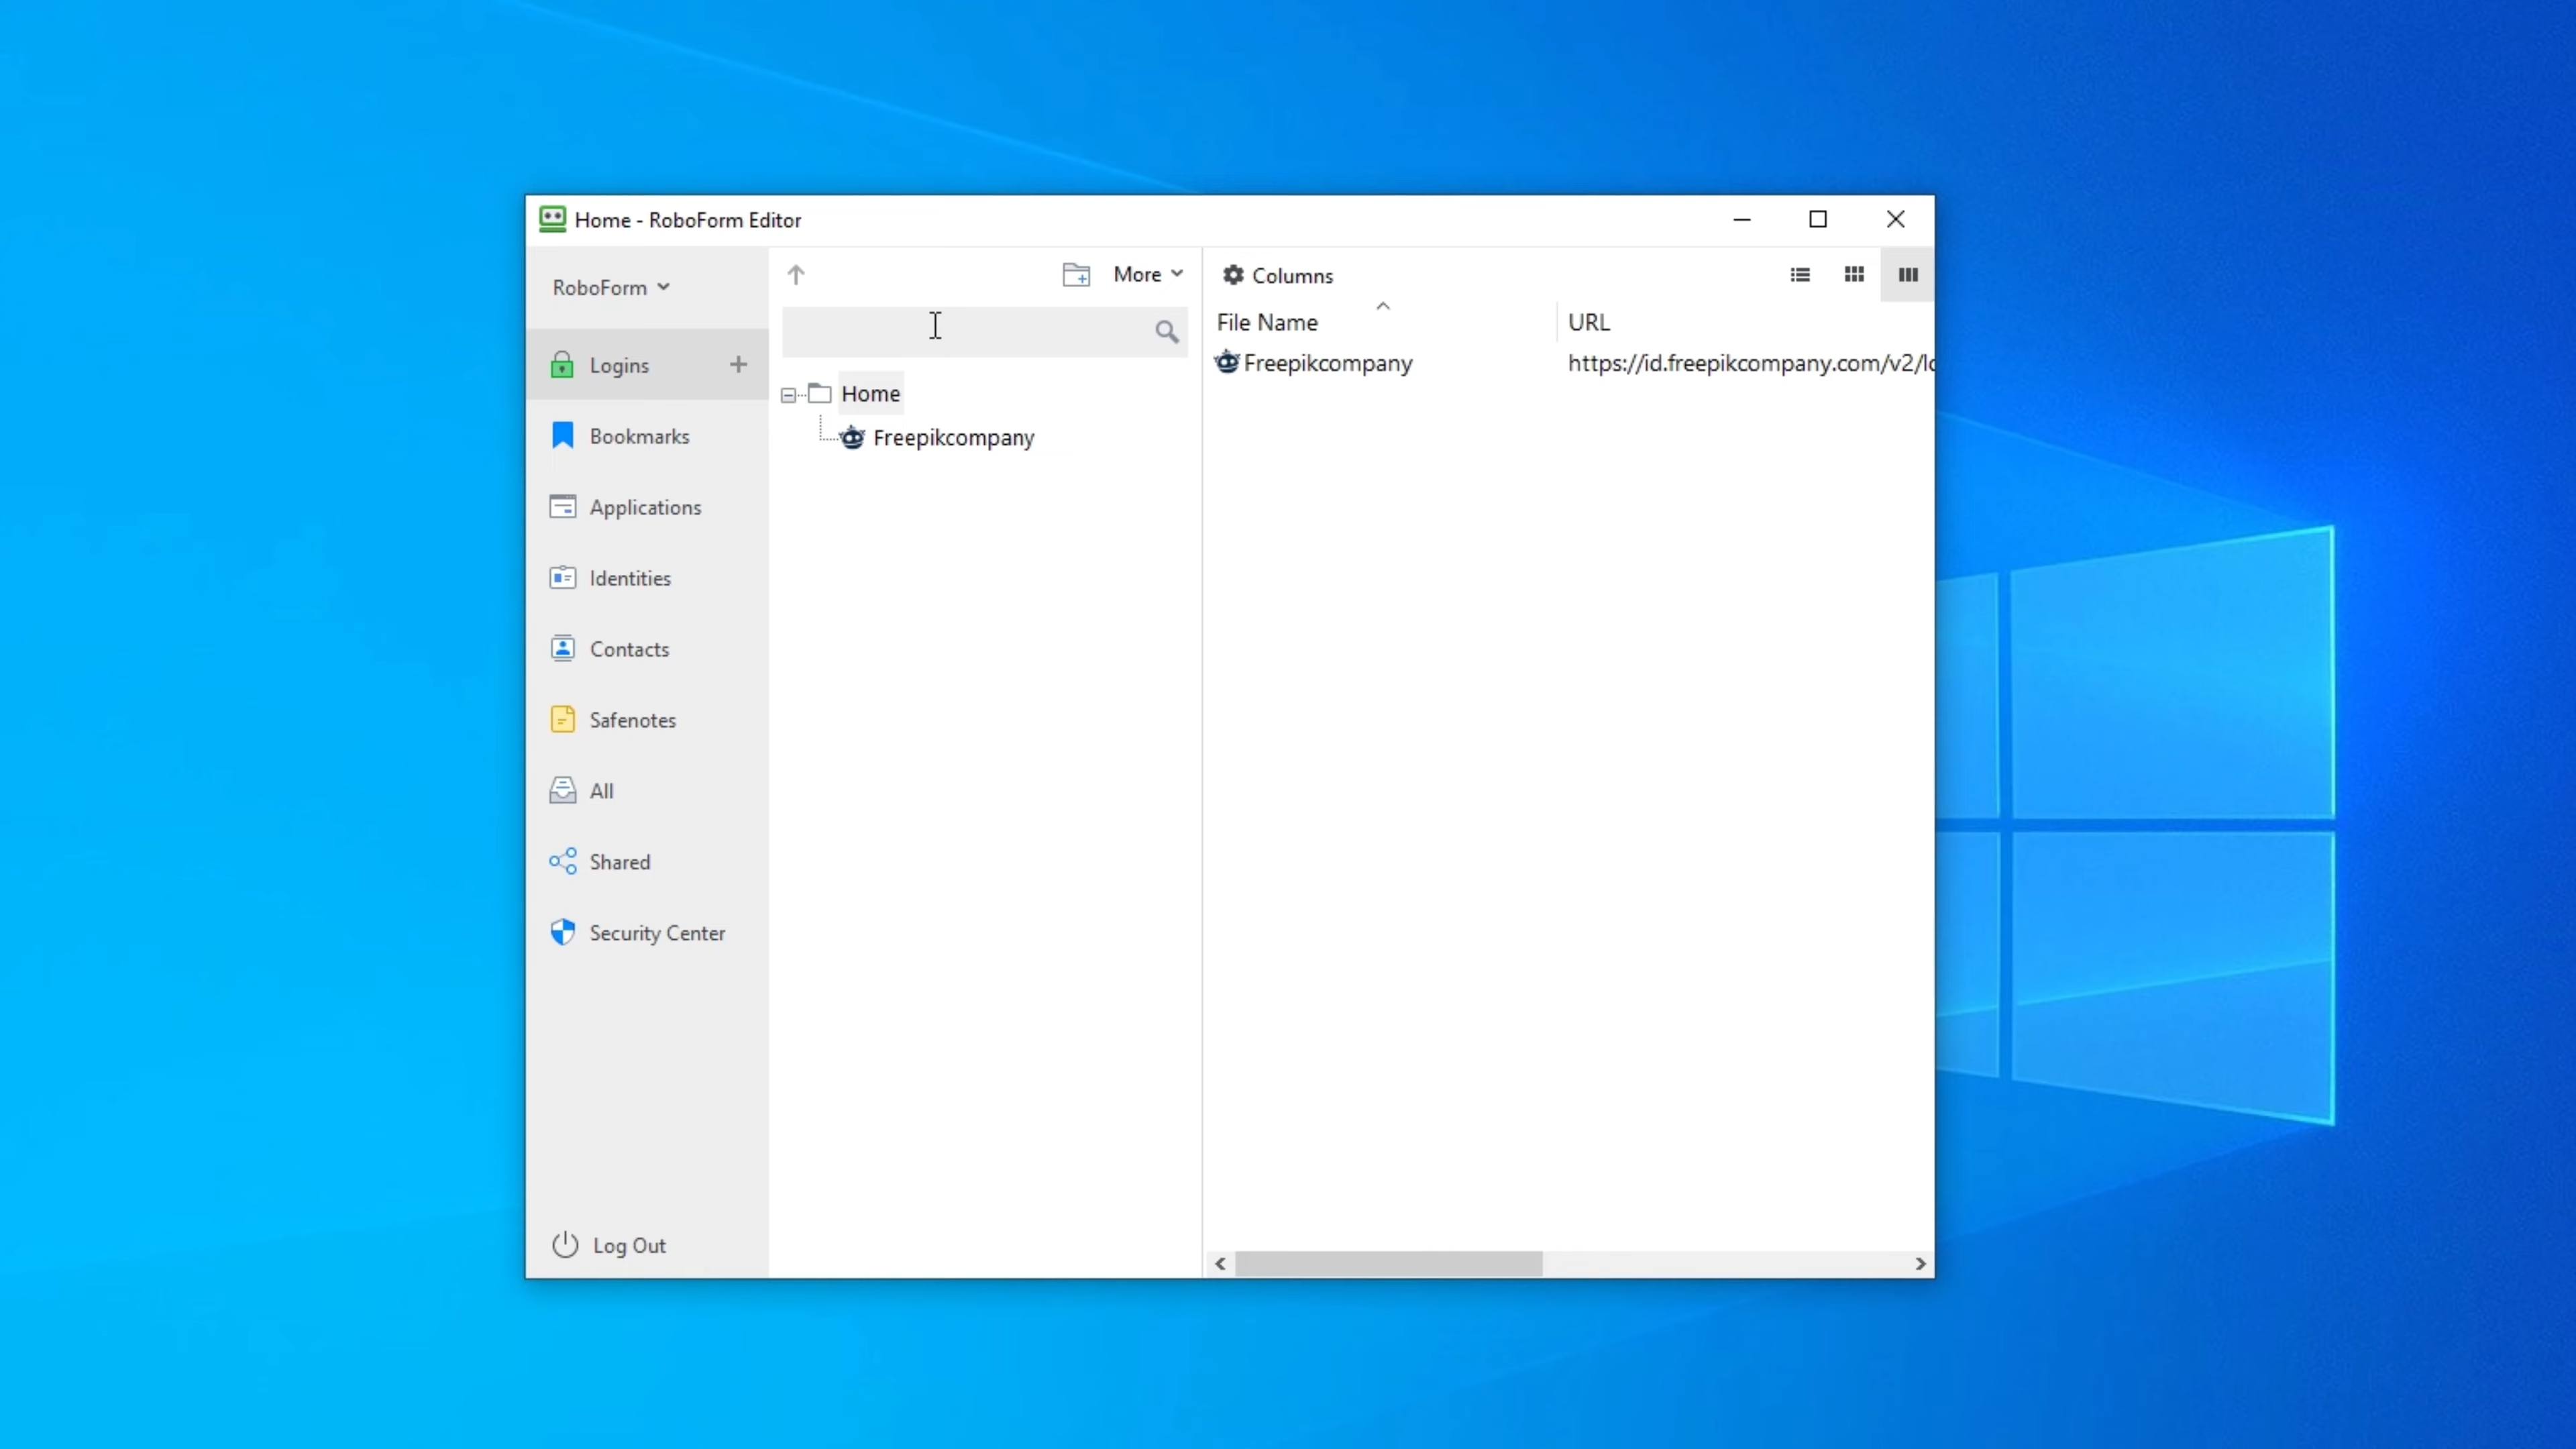 Home - RoboForm Editor
RoboForm
More
Columns
File Name
URL
Logins
Freepikcompany
https://id.freepikcompany.com/v2/lo
Home
Freepikcompany
Bookmarks
Applications
Identities
Contacts
Safenotes
All
Shared
Security Center
Log Out